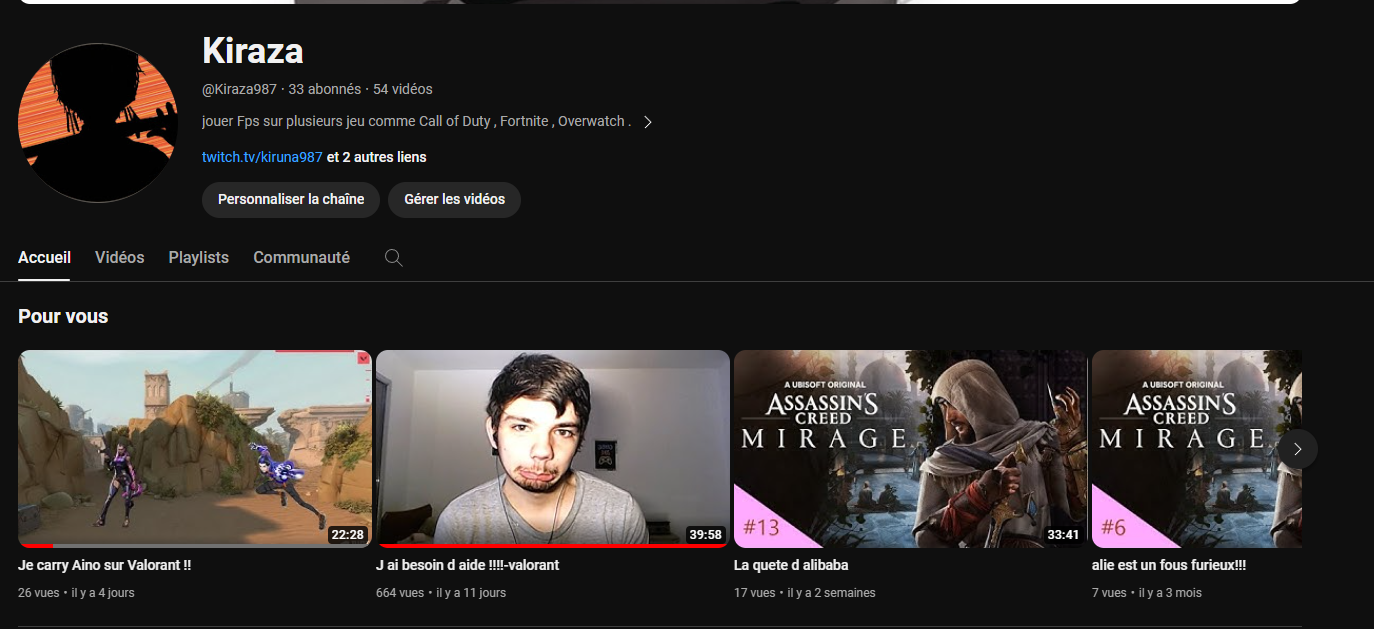 Kiraza
@Kiraza987 · 33 abonnés · 54 vidéos
jouer Fps sur plusieurs jeu comme Call of Duty , Fortnite , Overwatch .
twitch.tv/kiruna987 et 2 autres liens
Personnaliser la chaîne Gérer les vidéos
Accueil Vidéos Playlists Communauté
Pour vous
A UBISOFT ORIGINAL
ASSASSIN'S
CREED
MIRAGE
#13
A UBISOFT ORIGINAL
ASSASSIN'S
CREED
MIRAGE
#6
22:28 39:58 33:41
Je carry Aino sur Valorant !!
26 vues • il y a 4 jours
J ai besoin d aide !!!!-valorant
664 vues • il y a 11 jours
La quete d alibaba
17 vues • il y a 2 semaines
alie est un fous furieux!!!
7 vues • il y a 3 mois